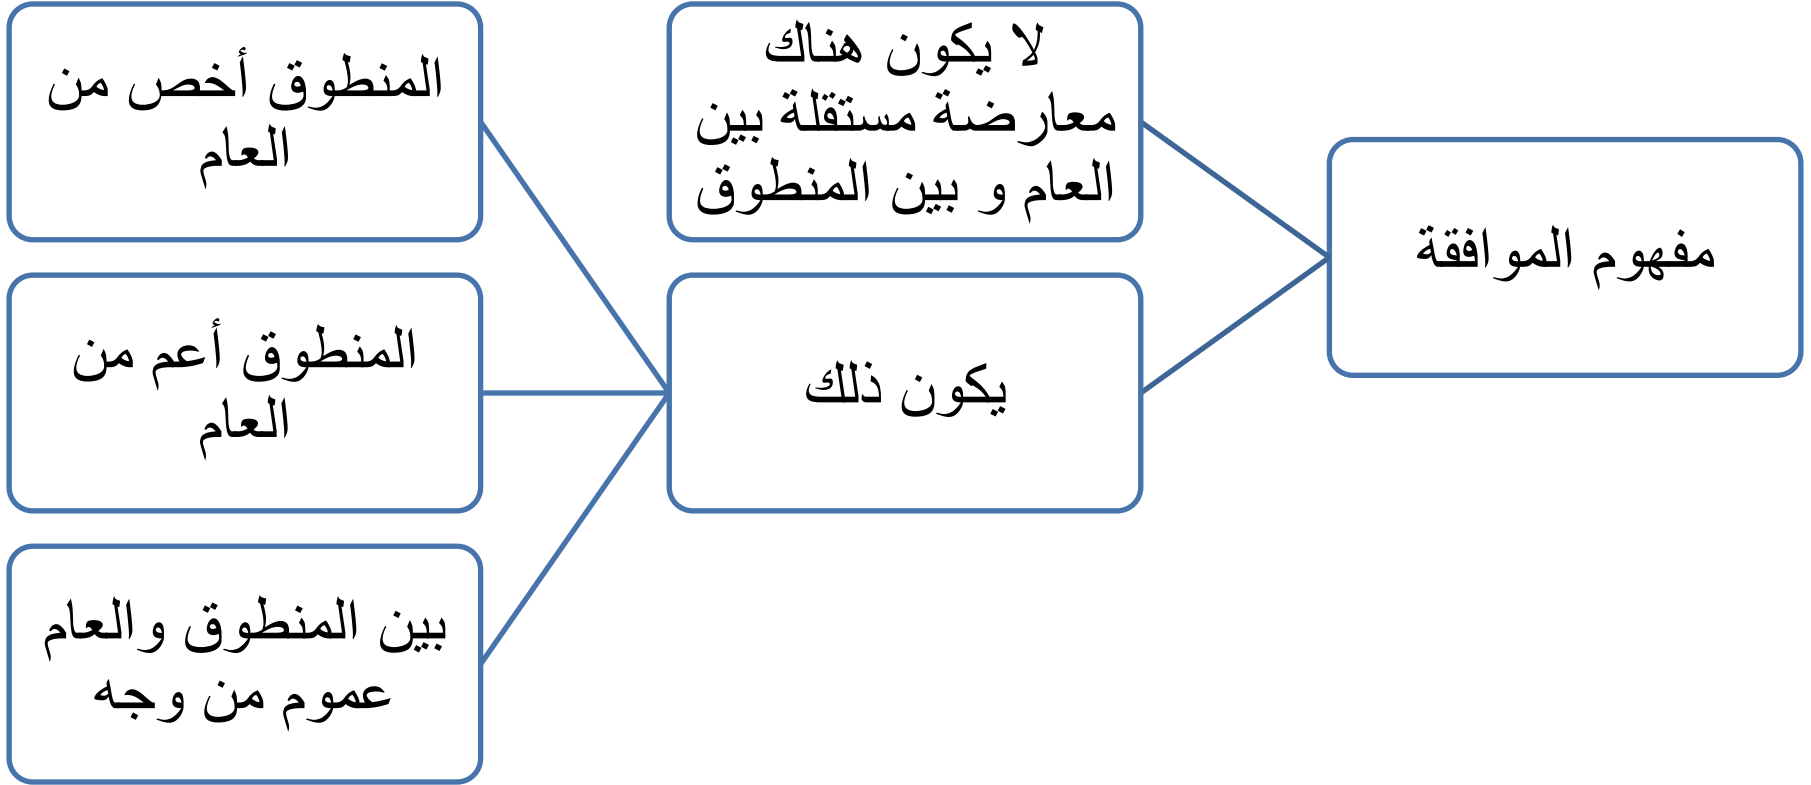 مفهوم الموافقة
لا يكون هناك
معارضة مستقلة بين
العام و بين المنطوق
يكون ذلك
المنطوق أخص من
العام
المنطوق أعم من
العام
بين المنطوق والعام
عموم من وجه